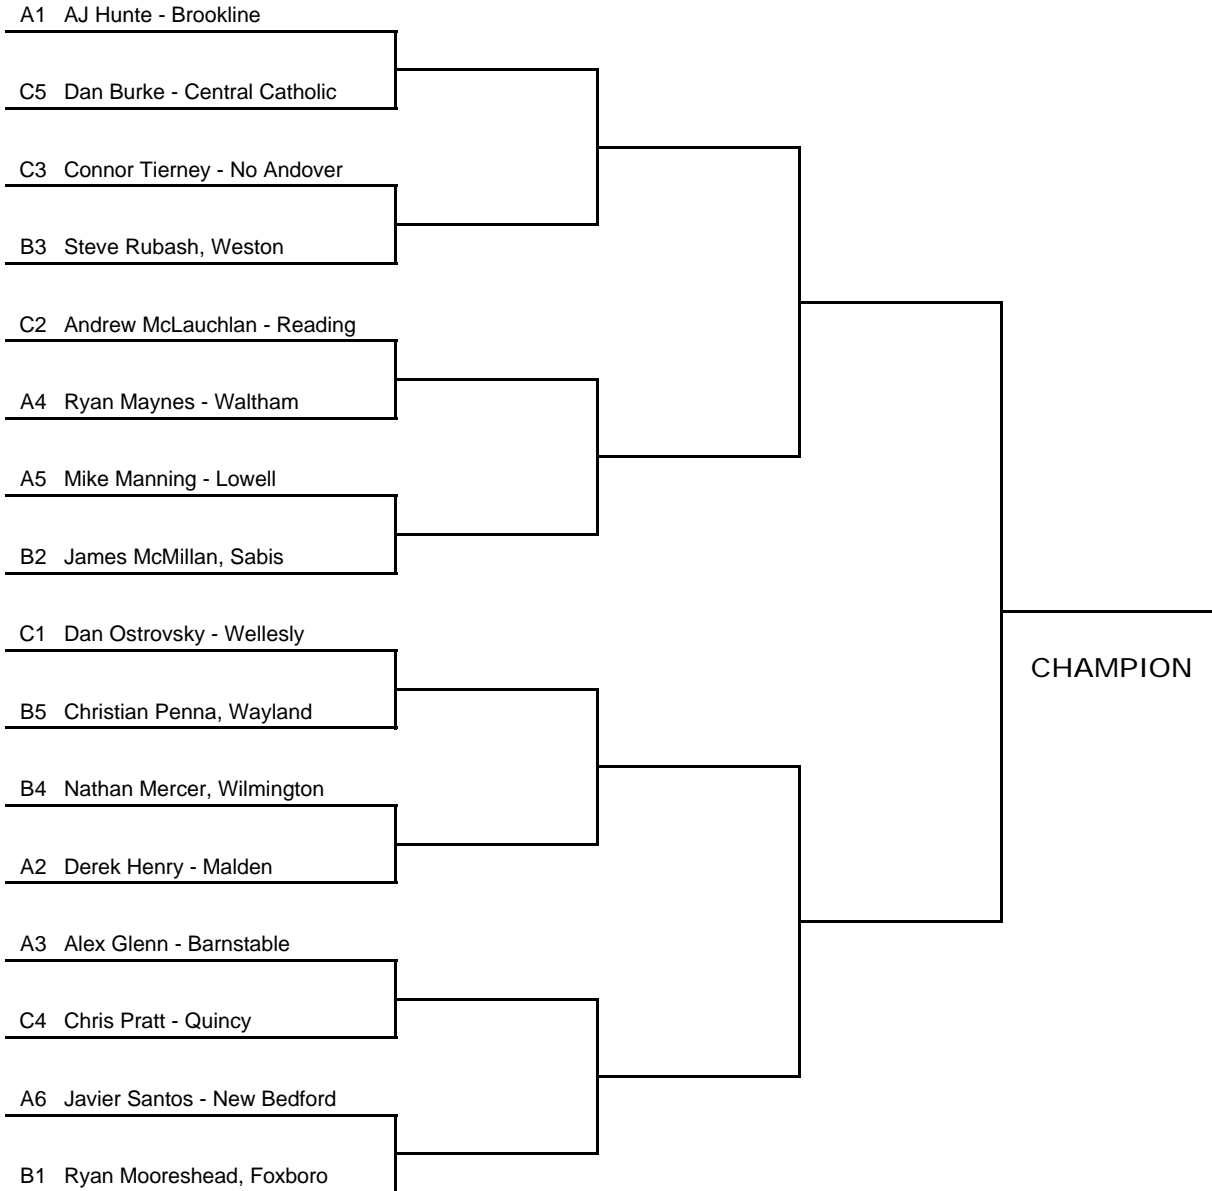 A1 AJ Hunte - Brookline
C5 Dan Burke - Central Catholic
C3 Connor Tierney - No Andover
B3 Steve Rubash, Weston
C2 Andrew McLauchlan - Reading
A4 Ryan Maynes - Waltham
A5 Mike Manning - Lowell
B2 James McMillan, Sabis
C1 Dan Ostrovsky - Wellesly
CHAMPION
B5 Christian Penna, Wayland
B4 Nathan Mercer, Wilmington
A2 Derek Henry - Malden
A3 Alex Glenn - Barnstable
C4 Chris Pratt - Quincy
A6 Javier Santos - New Bedford
B1 Ryan Mooreshead, Foxboro